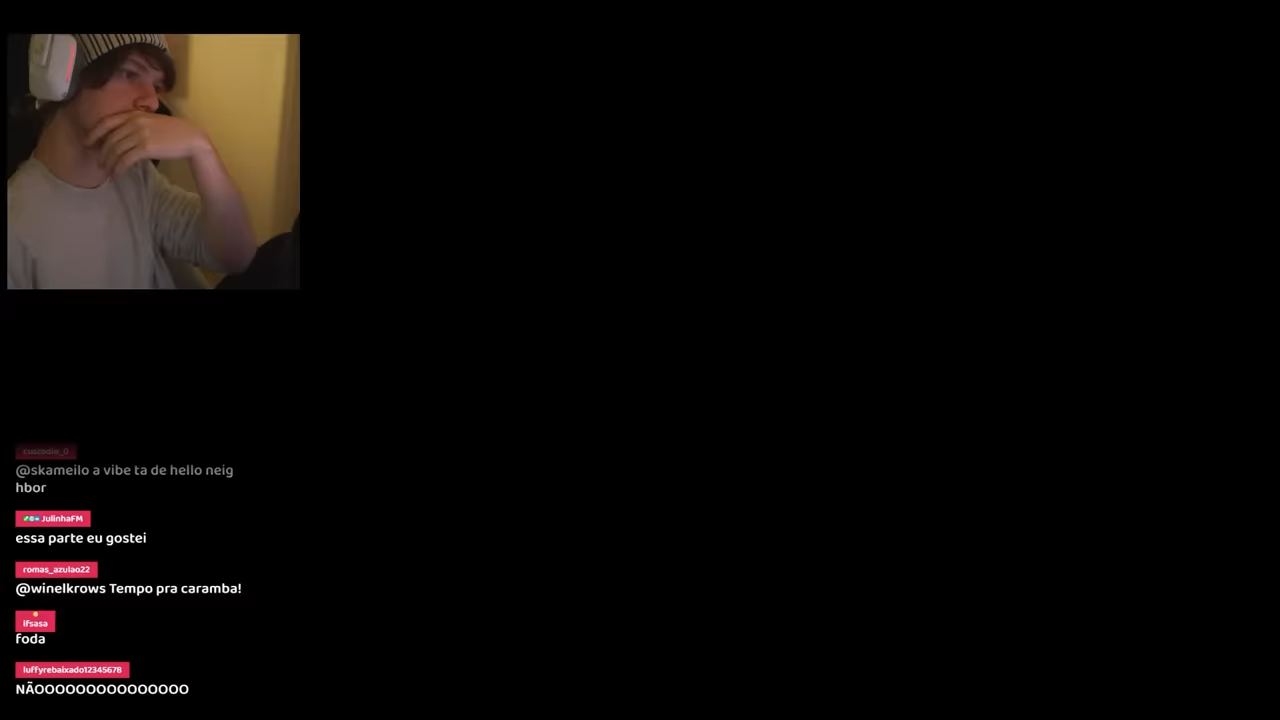 @skameilo a vibe ta de hello neig
hbor
JulinhaFM
essa parte eu gostei
romas_azulao22
@winelkrows Tempo pra caramba!
ifsasa
foda
luffyrebaixado12345678
NÃOOOOOOOOOOOOOOO